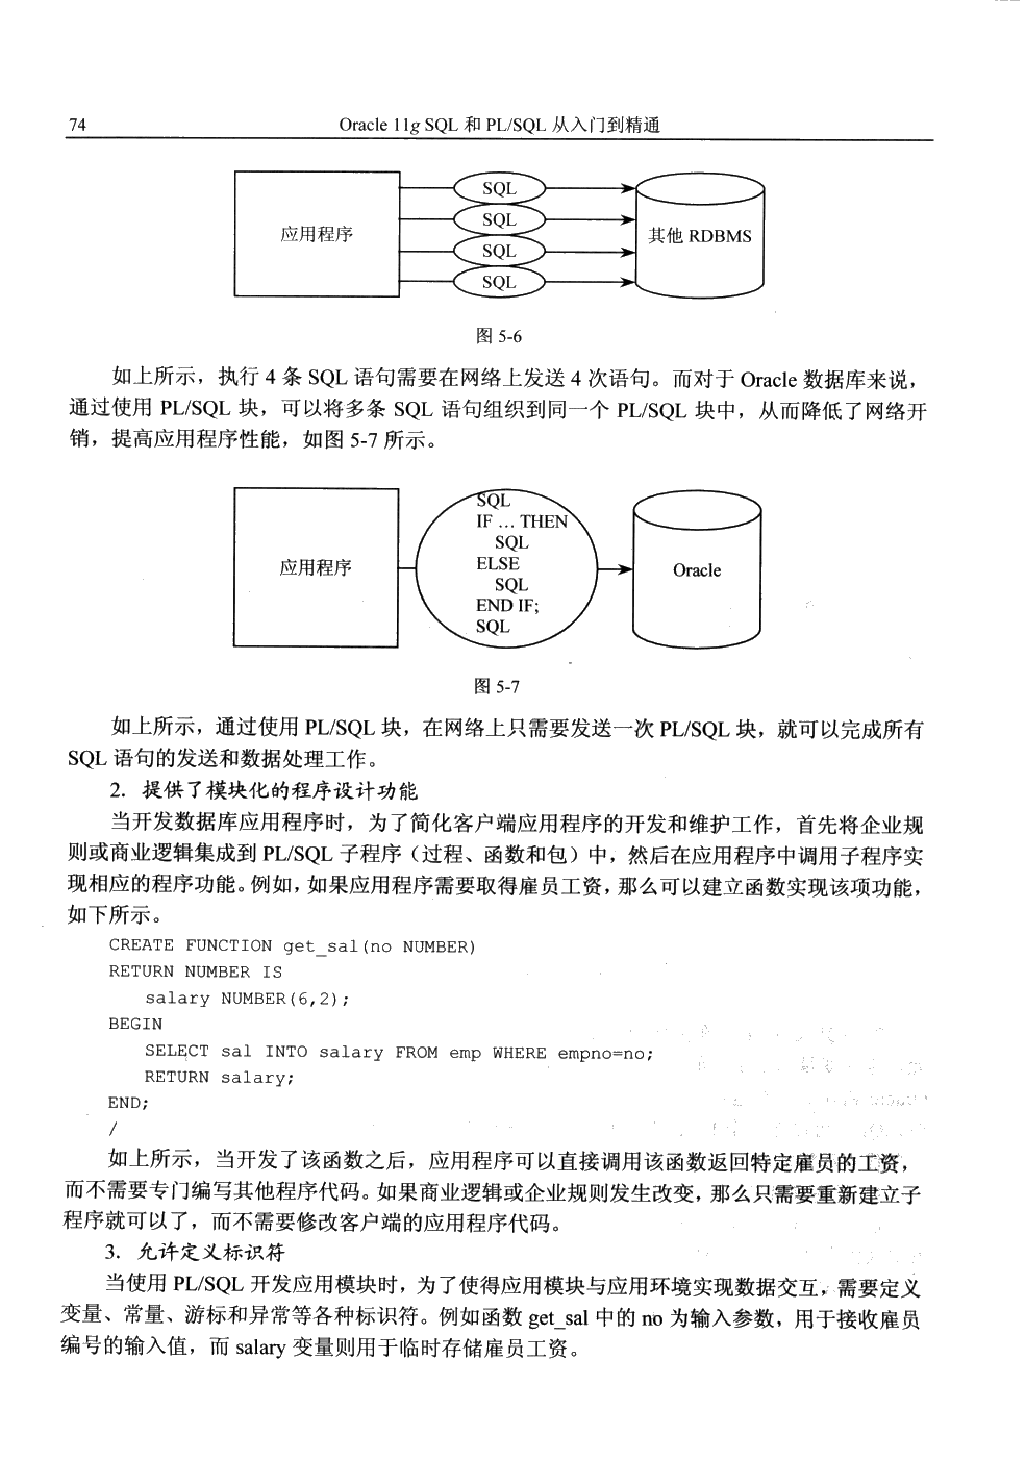 74
Oracle 11g SQL 和 PL/SQL 从入门到精通
应用程序
SQL
SQL
SQL
SQL
其他 RDBMS
图 5-6
如上所示，执行 4 条 SQL 语句需要在网络上发送 4 次语句。而对于 Oracle 数据库来说，
通过使用 PL/SQL 块，可以将多条 SQL 语句组织到同一个 PL/SQL 块中，从而降低了网络开
销，提高应用程序性能，如图 5-7 所示。
应用程序
SQL
IF ... THEN
SQL
ELSE
SQL
END IF;
SQL
Oracle
图 5-7
如上所示，通过使用 PL/SQL 块，在网络上只需要发送一次 PL/SQL 块，就可以完成所有
SQL 语句的发送和数据处理工作。
2．提供了模块化的程序设计功能
当开发数据库应用程序时，为了简化客户端应用程序的开发和维护工作，首先将企业规
则或商业逻辑集成到 PL/SQL 子程序（过程、函数和包）中，然后在应用程序中调用子程序实
现相应的程序功能。例如，如果应用程序需要取得雇员工资，那么可以建立函数实现该项功能，
如下所示。
CREATE FUNCTION get_sal(no NUMBER)
RETURN NUMBER IS
salary NUMBER(6,2);
BEGIN
SELECT sal INTO salary FROM emp WHERE empno=no;
RETURN salary;
END;
/
如上所示，当开发了该函数之后，应用程序可以直接调用该函数返回特定雇员的工资，
而不需要专门编写其他程序代码。如果商业逻辑或企业规则发生改变，那么只需要重新建立子
程序就可以了，而不需要修改客户端的应用程序代码。
3．允许定义标识符
当使用 PL/SQL 开发应用模块时，为了使得应用模块与应用环境实现数据交互，需要定义
变量、常量、游标和异常等各种标识符。例如函数 get_sal 中的 no 为输入参数，用于接收雇员
编号的输入值，而 salary 变量则用于临时存储雇员工资。